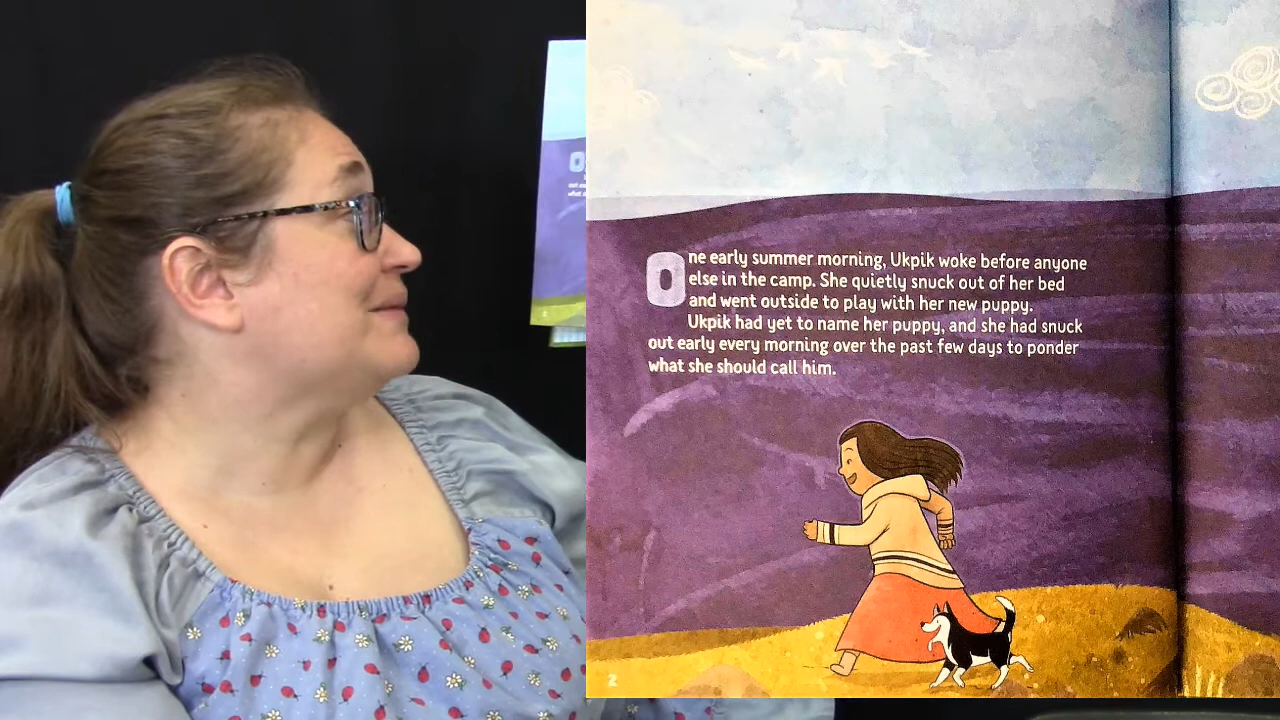 One early summer morning, Ukpik woke before anyone
else in the camp. She quietly snuck out of her bed
and went outside to play with her new puppy.
Ukpik had yet to name her puppy, and she had snuck
out early every morning over the past few days to ponder
what she should call him.
2